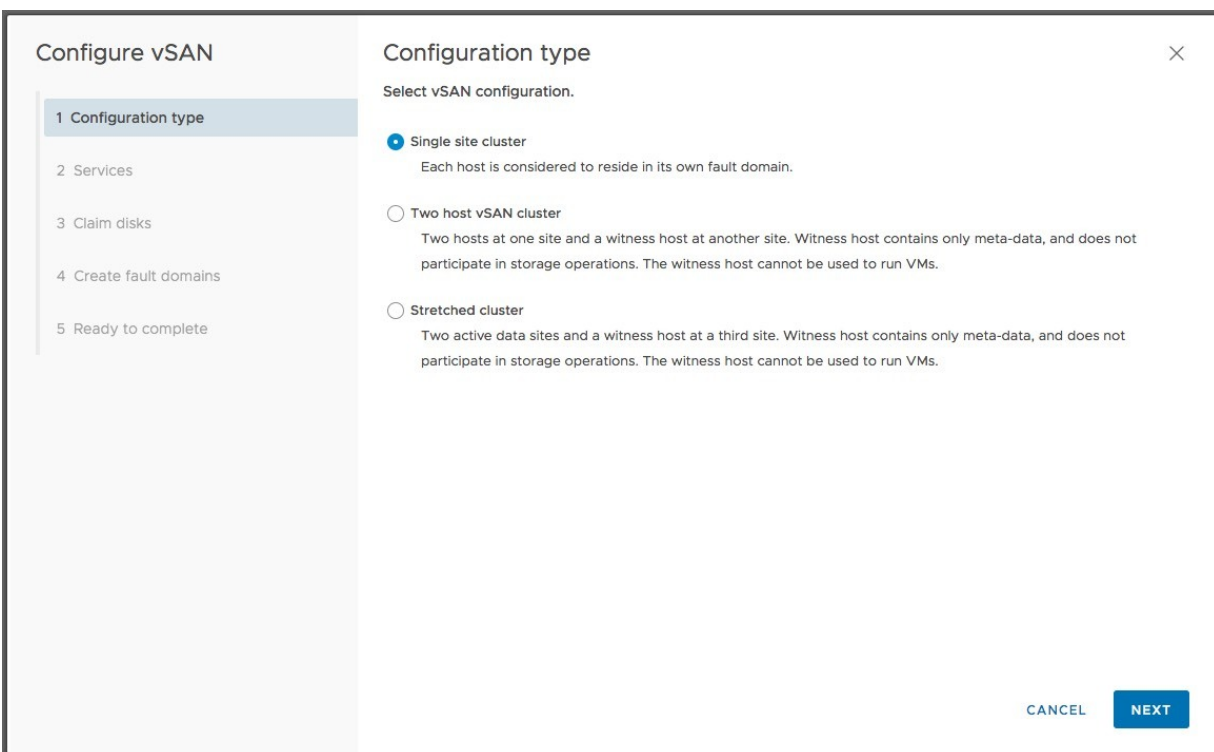 Configure vSAN
1 Configuration type
2 Services
3 Claim disks
4 Create fault domains
5 Ready to complete
Configuration type
Select vSAN configuration.
Single site cluster
Each host is considered to reside in its own fault domain.
Two host vSAN cluster
Two hosts at one site and a witness host at another site. Witness host contains only meta-data, and does not
participate in storage operations. The witness host cannot be used to run VMs.
Stretched cluster
Two active data sites and a witness host at a third site. Witness host contains only meta-data, and does not
participate in storage operations. The witness host cannot be used to run VMs.
CANCEL
NEXT